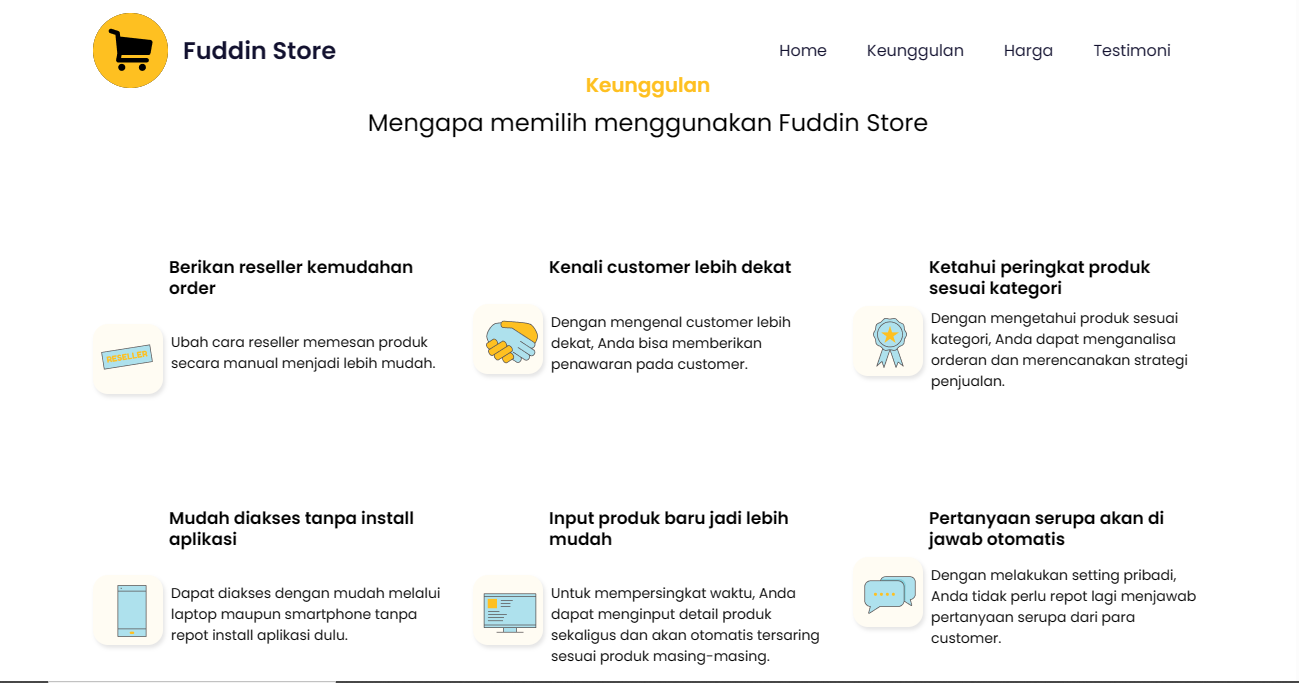 Fuddin Store
Home
Keunggulan
Harga
Testimoni
Keunggulan
Mengapa memilih menggunakan Fuddin Store
Berikan reseller kemudahan
order
RESELLER
Ubah cara reseller memesan produk
secara manual menjadi lebih mudah.
Kenali customer lebih dekat
Dengan mengenal customer lebih
dekat, Anda bisa memberikan
penawaran pada customer.
Ketahui peringkat produk
sesuai kategori
Dengan mengetahui produk sesuai
kategori, Anda dapat menganalisa
orderan dan merencanakan strategi
penjualan.
Mudah diakses tanpa install
aplikasi
Dapat diakses dengan mudah melalui
laptop maupun smartphone tanpa
repot install aplikasi dulu.
Input produk baru jadi lebih
mudah
Untuk mempersingkat waktu, Anda
dapat menginput detail produk
sekaligus dan akan otomatis tersaring
sesuai produk masing-masing.
Pertanyaan serupa akan di
jawab otomatis
Dengan melakukan setting pribadi,
Anda tidak perlu repot lagi menjawab
pertanyaan serupa dari para
customer.